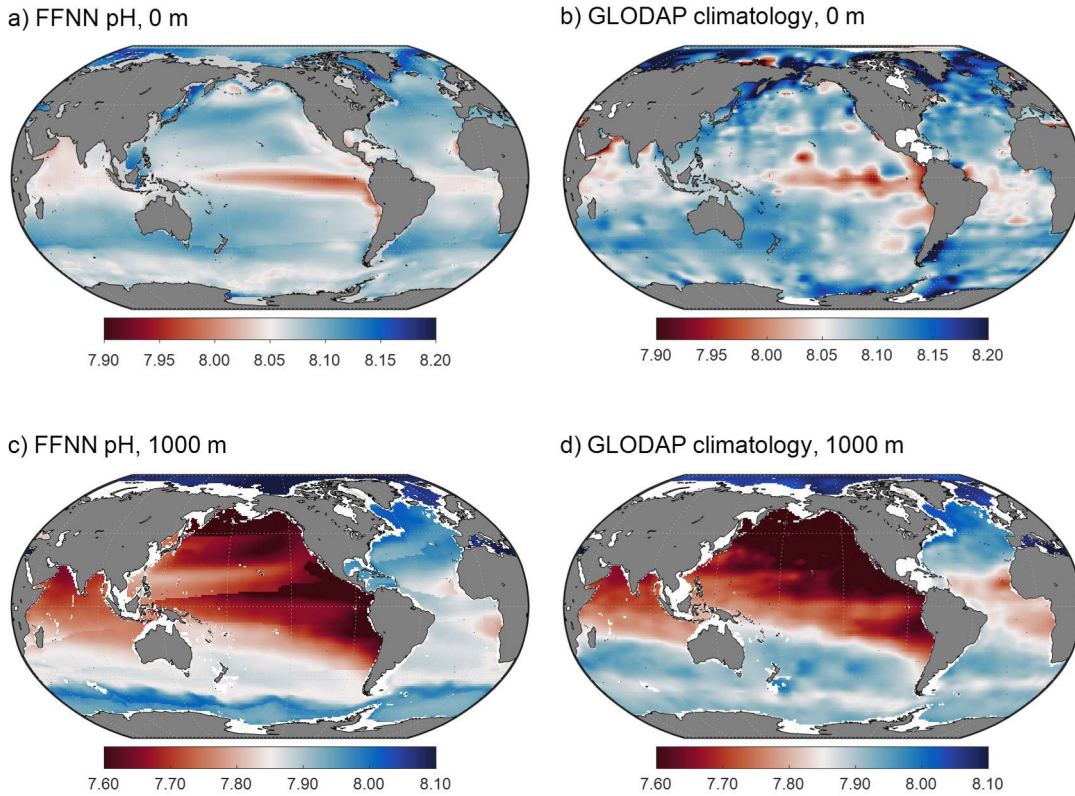 a) FFNN pH, 0 m
b) GLODAP climatology, 0 m
7.90 7.95 8.00 8.05 8.10 8.15 8.20
7.90 7.95 8.00 8.05 8.10 8.15 8.20
c) FFNN pH, 1000 m
d) GLODAP climatology, 1000 m
7.60 7.70 7.80 7.90 8.00 8.10
7.60 7.70 7.80 7.90 8.00 8.10